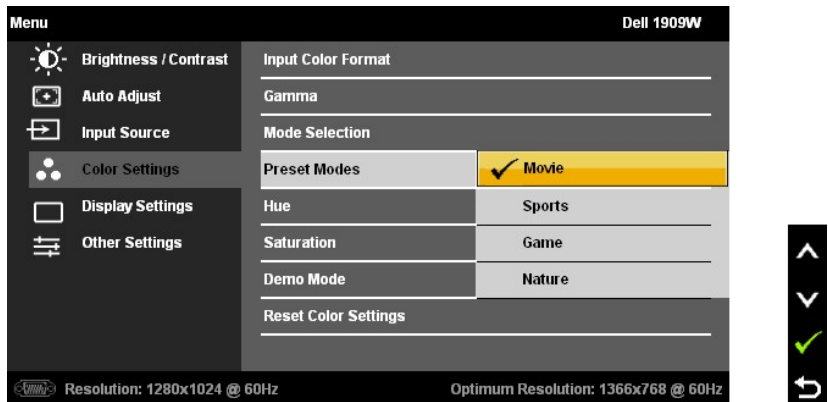 Menu
Dell 1909W
Brightness / Contrast
Auto Adjust
Input Source
Color Settings
Display Settings
Other Settings
Input Color Format
Gamma
Mode Selection
Preset Modes
Hue
Saturation
Demo Mode
Reset Color Settings
Movie
Sports
Game
Nature
Resolution: 1280x1024 @ 60Hz
Optimum Resolution: 1366x768 @ 60Hz